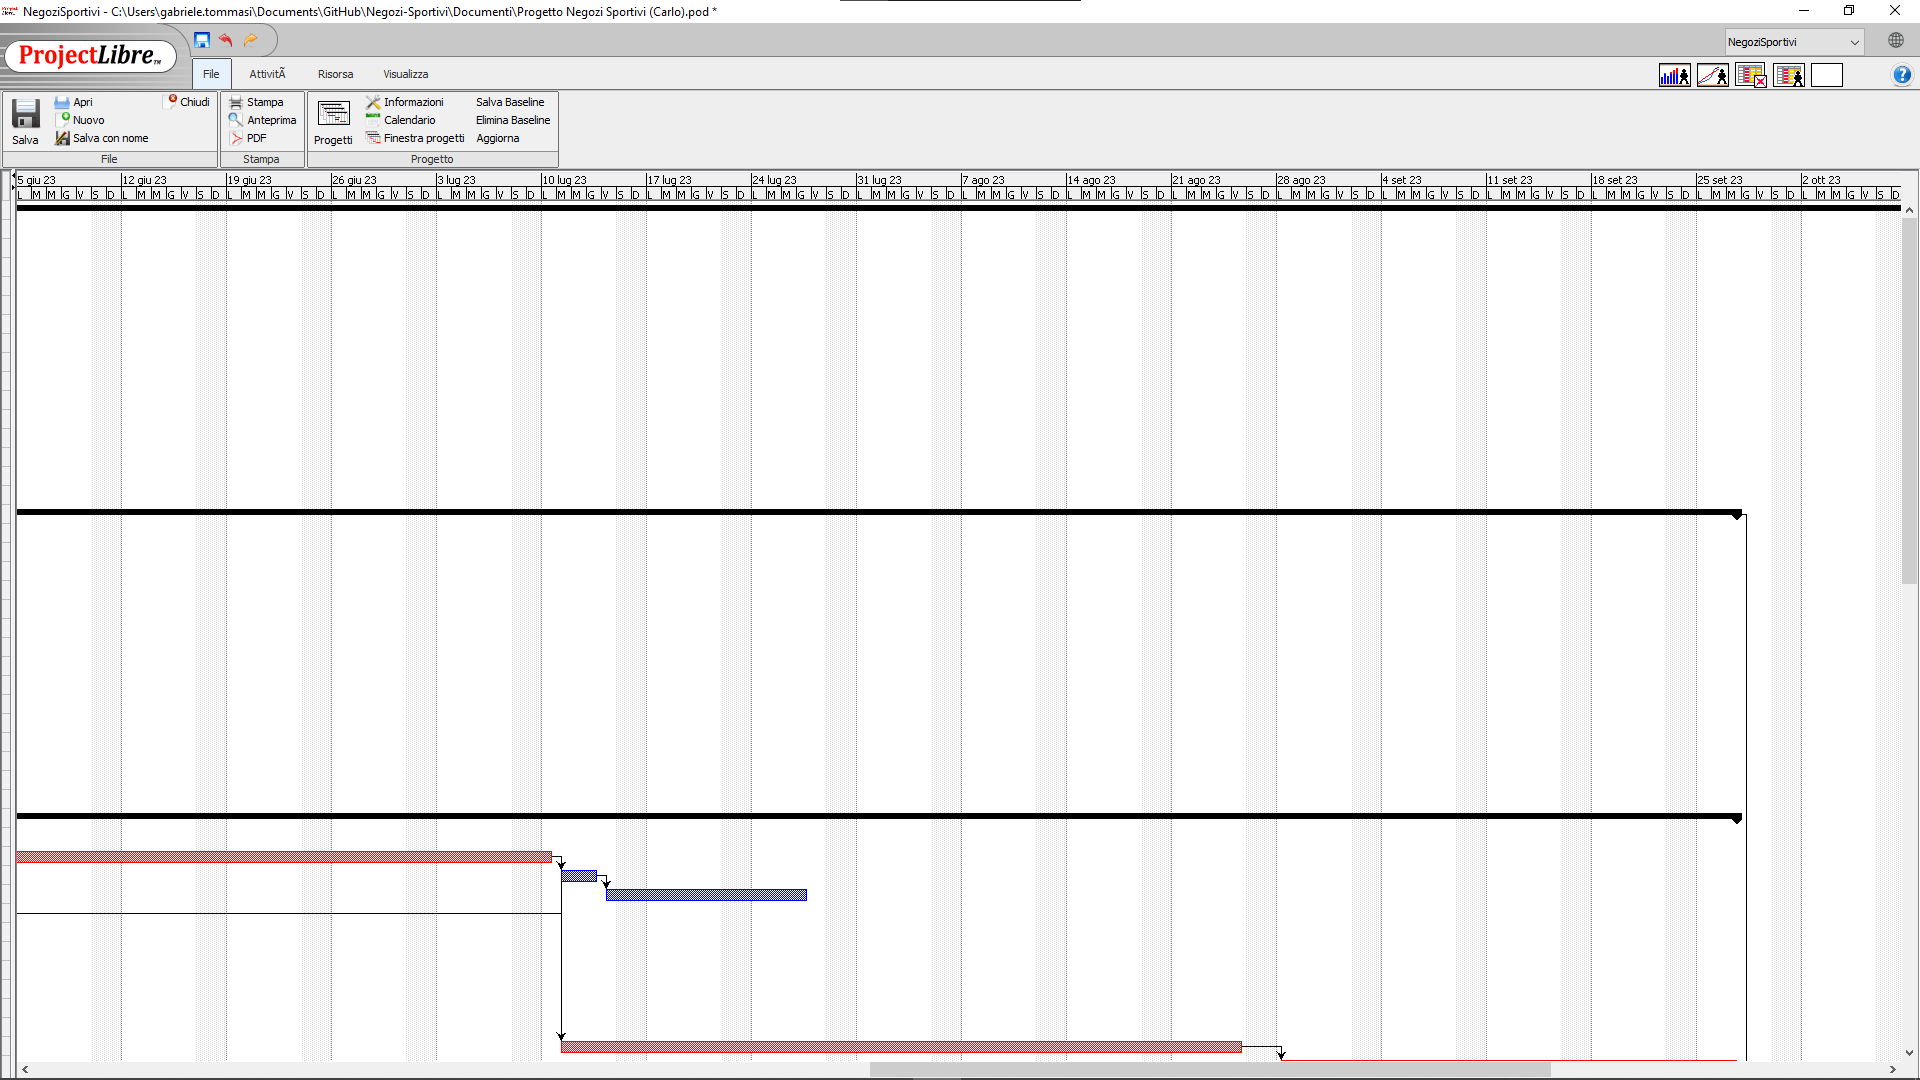 NegoziSportivi - C:\Users\gabriele.tommasi\Documents\GitHub\Negozi-Sportivi\Documenti\Progetto Negozi Sportivi (Carlo).pod *
ProjectLibre™
NegoziSportivi
File AttivitÃ Risorsa Visualizza
Salva
Apri
Nuovo
Salva con nome
Chiudi
File
Stampa
Anteprima
PDF
Stampa
Progetti
Informazioni
Calendario
Finestra progetti
Salva Baseline
Elimina Baseline
Aggiorna
Progetto
5 giu 23 12 giu 23 19 giu 23 26 giu 23 3 lug 23 10 lug 23 17 lug 23 24 lug 23 31 lug 23 7 ago 23 14 ago 23 21 ago 23 28 ago 23 4 set 23 11 set 23 18 set 23 25 set 23 2 ott 23
L M M G V S D L M M G V S D L M M G V S D L M M G V S D L M M G V S D L M M G V S D L M M G V S D L M M G V S D L M M G V S D L M M G V S D L M M G V S D L M M G V S D L M M G V S D L M M G V S D L M M G V S D L M M G V S D L M M G V S D L M M G V S D